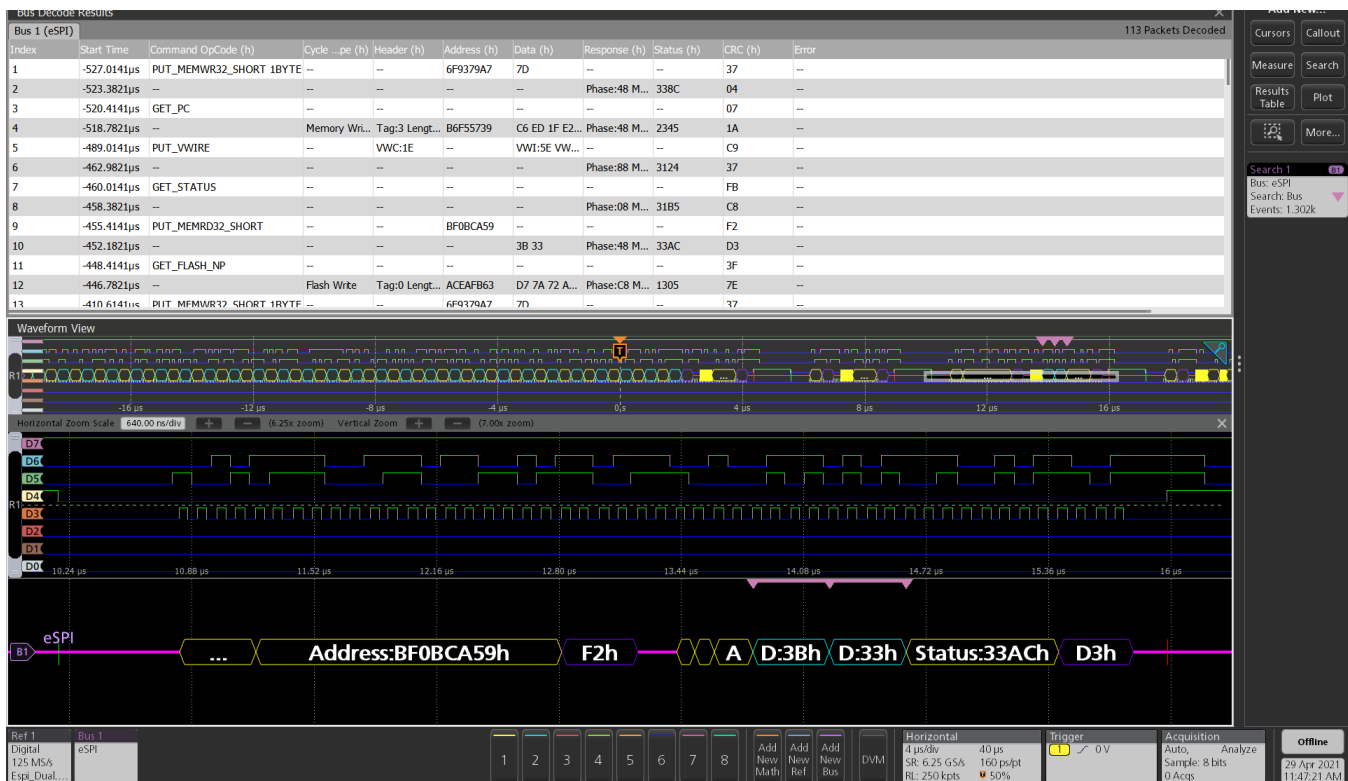 Bus Decode Results
Add New...
Bus 1 (eSPI) 113 Packets Decoded
Index Start Time Command OpCode (h) Cycle ...pe (h) Header (h) Address (h) Data (h) Response (h) Status (h) CRC (h) Error
1 -527.0141µs PUT_MEMWR32_SHORT 1BYTE -- -- 6F9379A7 7D -- -- 37 --
2 -523.3821µs -- -- -- -- -- Phase:48 M... 338C 04 --
3 -520.4141µs GET_PC -- -- -- -- -- -- 07 --
4 -518.7821µs -- Memory Wri... Tag:3 Lengt... B6F55739 C6 ED 1F E2... Phase:48 M... 2345 1A --
5 -489.0141µs PUT_VWIRE -- VWC:1E -- VWI:5E VW... -- -- C9 --
6 -462.9821µs -- -- -- -- -- Phase:88 M... 3124 37 --
7 -460.0141µs GET_STATUS -- -- -- -- -- -- FB --
8 -458.3821µs -- -- -- -- -- Phase:08 M... 31B5 C8 --
9 -455.4141µs PUT_MEMRD32_SHORT -- -- BF0BCA59 -- -- -- F2 --
10 -452.1821µs -- -- -- -- 3B 33 Phase:48 M... 33AC D3 --
11 -448.4141µs GET_FLASH_NP -- -- -- -- -- -- 3F --
12 -446.7821µs -- Flash Write Tag:0 Lengt... ACEAFB63 D7 7A 72 A... Phase:C8 M... 1305 7E --
13 -410.6141µs PUT_MEMWR32_SHORT 1BYTE -- -- 6F9379A7 7D -- -- 37 --
Cursors Callout
Measure Search
Results Table Plot
More...
Search 1 B1
Bus: eSPI
Search: Bus
Events: 1.302k
Waveform View
T
R1
... ... ... ...
-16 µs -12 µs -8 µs -4 µs 0 s 4 µs 8 µs 12 µs 16 µs
Horizontal Zoom Scale 640.00 ns/div + − (6.25x zoom) Vertical Zoom + − (7.00x zoom)
D7
D6
D5
D4
R1
D3
D2
D1
D0
10.24 µs 10.88 µs 11.52 µs 12.16 µs 12.80 µs 13.44 µs 14.08 µs 14.72 µs 15.36 µs 16 µs
eSPI
B1 ... Address:BF0BCA59h F2h A D:3Bh D:33h Status:33ACh D3h
Ref 1
Digital
125 MS/s
Espi_Dual....
Bus 1
eSPI
1 2 3 4 5 6 7 8
Add New Math
Add New Ref
Add New Bus
DVM
Horizontal
4 µs/div 40 µs
SR: 6.25 GS/s 160 ps/pt
RL: 250 kpts 50%
Trigger
1 0 V
Acquisition
Auto, Analyze
Sample: 8 bits
0 Acqs
Offline
29 Apr 2021
11:47:21 AM